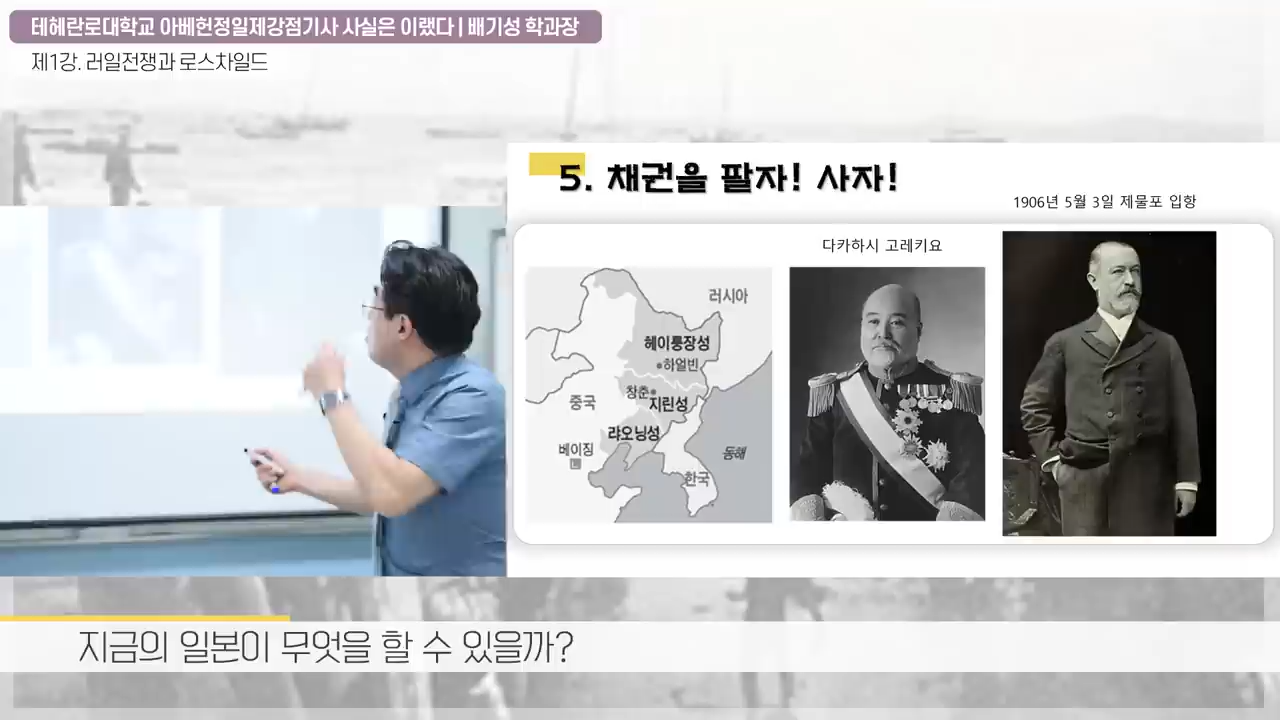 테헤란로대학교 아베헌정일제강점기사 사실은 이랬다 | 배기성 학과장
제1강. 러일전쟁과 로스차일드
5. 채권을 팔자! 사자!
1906년 5월 3일 제물포 입항
다카하시 고레키요
러시아
헤이룽장성
하얼빈
창춘
지린성
중국
랴오닝성
베이징
동해
한국
지금의 일본이 무엇을 할 수 있을까?